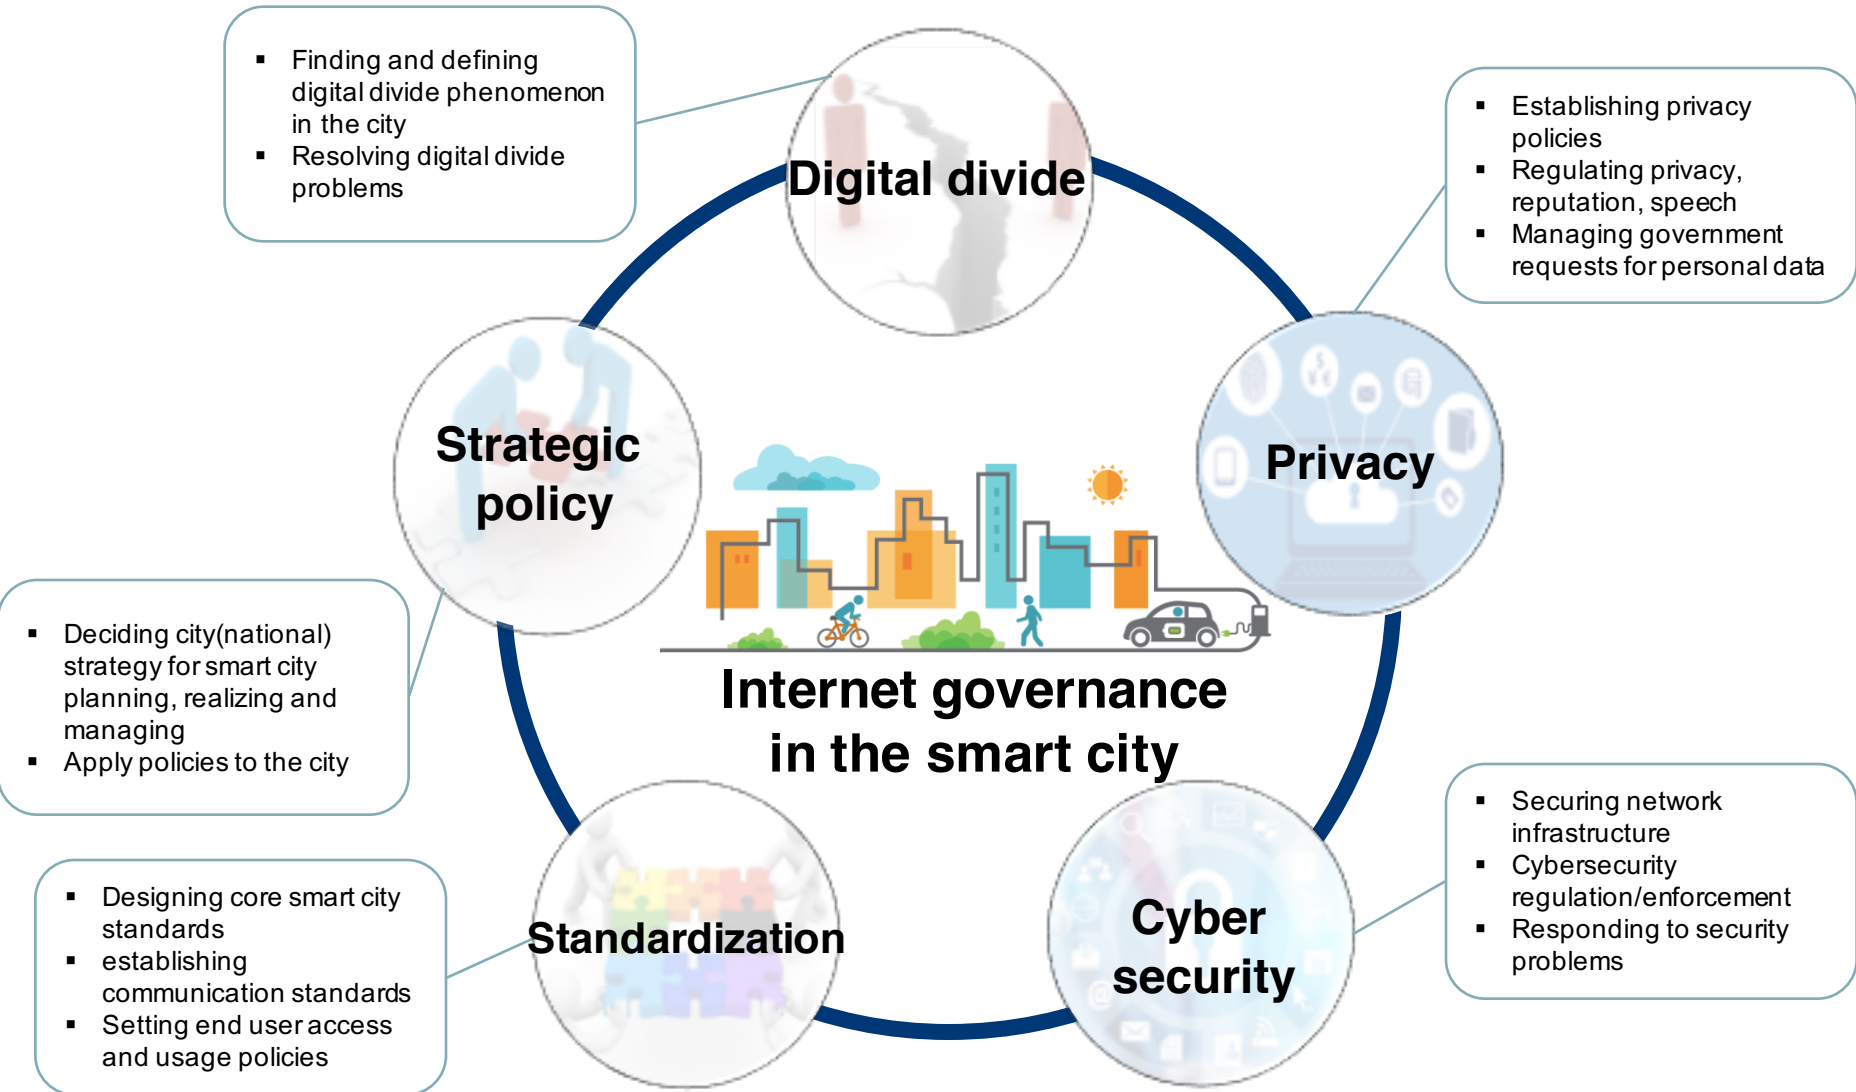 ▪ Finding and defining
digital divide phenomenon
in the city
▪ Resolving digital divide
problems
Digital divide
▪ Establishing privacy
policies
▪ Regulating privacy,
reputation, speech
▪ Managing government
requests for personal data
Strategic
policy
Privacy
▪ Deciding city(national)
strategy for smart city
planning, realizing and
managing
▪ Apply policies to the city
Internet governance
in the smart city
▪ Designing core smart city
standards
▪ establishing
communication standards
▪ Setting end user access
and usage policies
Standardization
Cyber
security
▪ Securing network
infrastructure
▪ Cybersecurity
regulation/enforcement
▪ Responding to security
problems